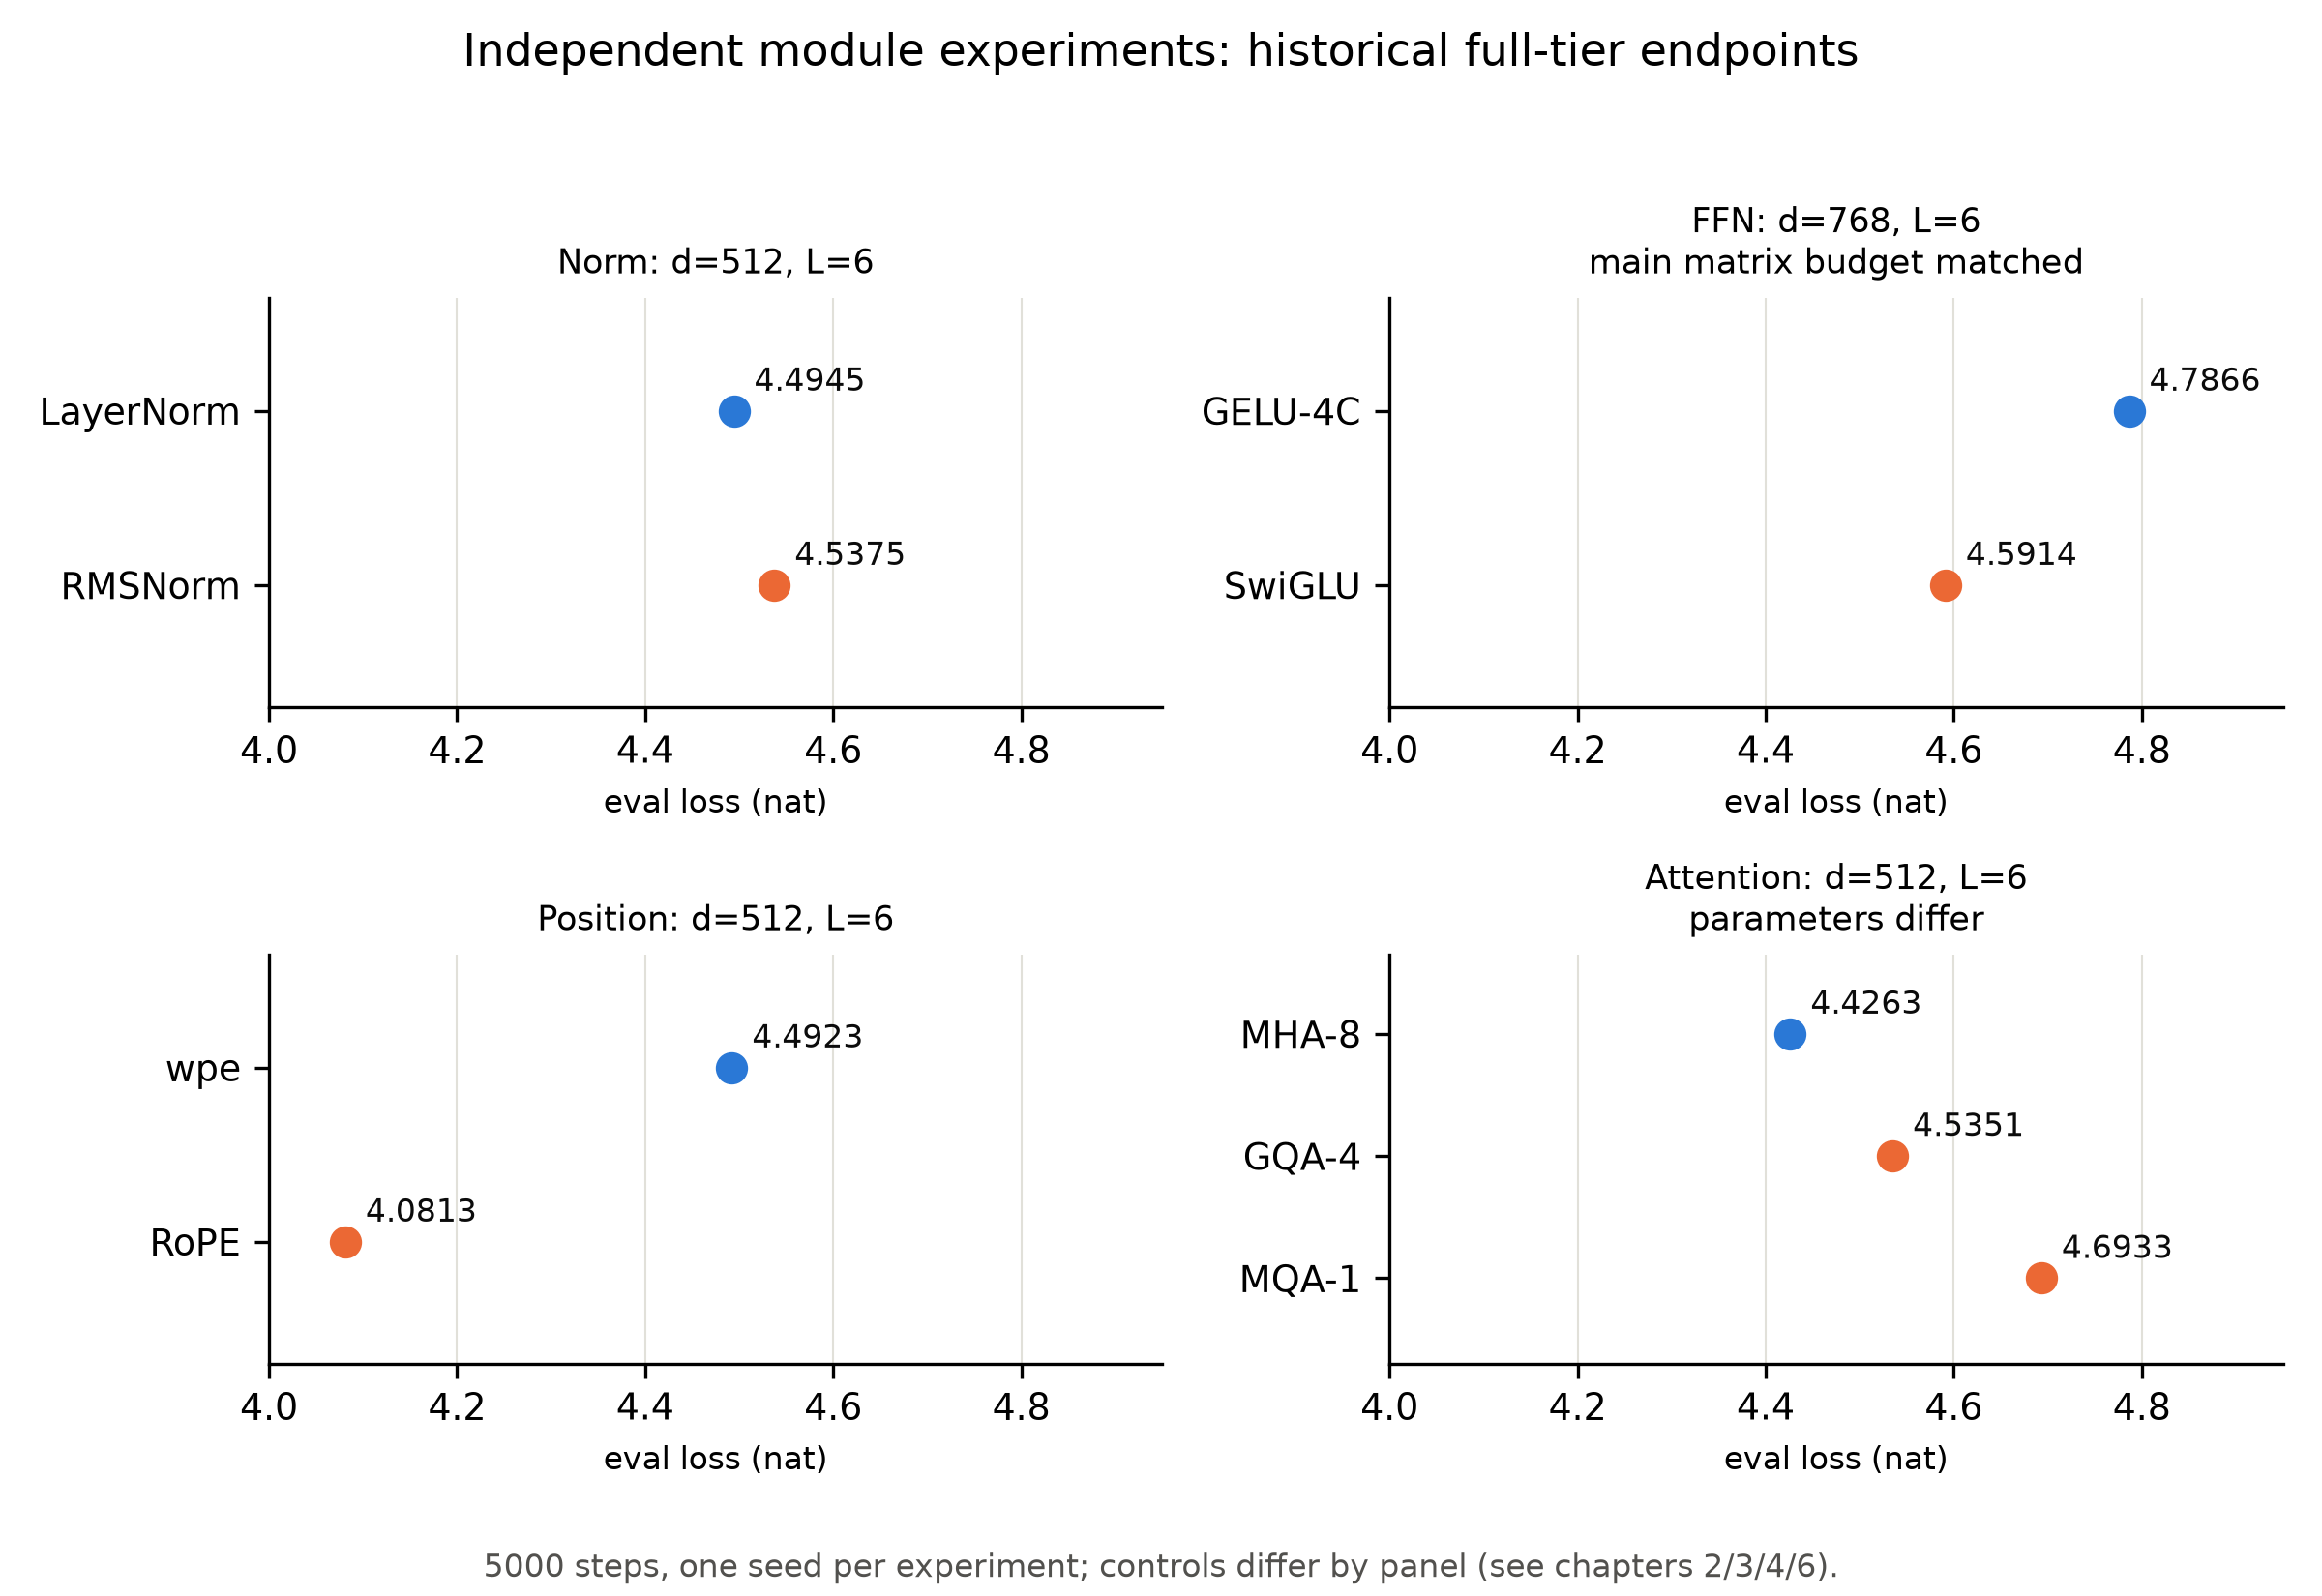 Independent module experiments: historical full-tier endpoints
Norm: d=512, L=6
LayerNorm
4.4945
RMSNorm
4.5375
4.0 4.2 4.4 4.6 4.8
eval loss (nat)
FFN: d=768, L=6
main matrix budget matched
GELU-4C
4.7866
SwiGLU
4.5914
4.0 4.2 4.4 4.6 4.8
eval loss (nat)
Position: d=512, L=6
wpe
4.4923
RoPE
4.0813
4.0 4.2 4.4 4.6 4.8
eval loss (nat)
Attention: d=512, L=6
parameters differ
MHA-8
4.4263
GQA-4
4.5351
MQA-1
4.6933
4.0 4.2 4.4 4.6 4.8
eval loss (nat)
5000 steps, one seed per experiment; controls differ by panel (see chapters 2/3/4/6).